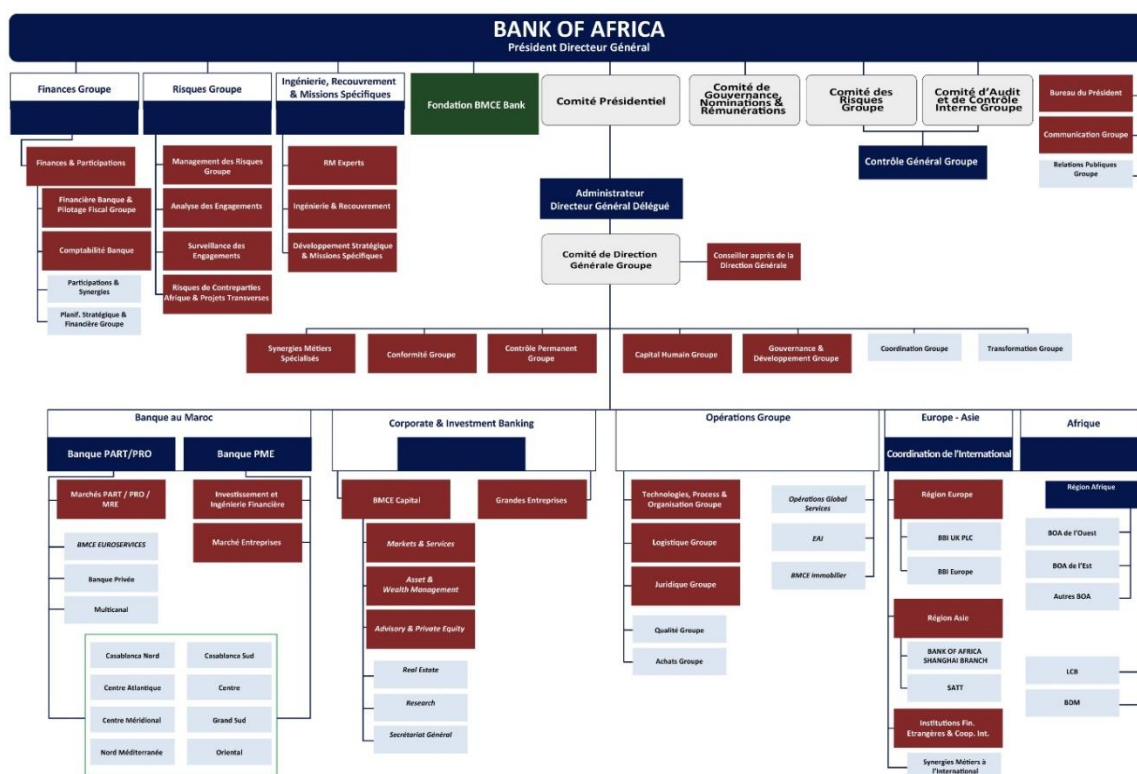 BANK OF AFRICA
Président Directeur Général
Finances Groupe
Risques Groupe
Ingénierie, Recouvrement
& Missions Spécifiques
Fondation BMCE Bank
Comité Présidentiel
Comité de
Gouvernance,
Nominations &
Rémunérations
Comité des
Risques
Groupe
Comité d'Audit
et de Contrôle
Interne Groupe
Bureau du Président
Communication Groupe
Relations Publiques
Groupe
Contrôle Général Groupe
Finances & Participations
Financière Banque &
Pilotage Fiscal Groupe
Comptabilité Banque
Participations &
Synergies
Planif. Stratégique &
Financière Groupe
Management des Risques
Groupe
Analyse des Engagements
Surveillance des
Engagements
Risques de Contreparties
Afrique & Projets Transverses
RM Experts
Ingénierie & Recouvrement
Développement Stratégique
& Missions Spécifiques
Administrateur
Directeur Général Délégué
Comité de Direction
Générale Groupe
Conseiller auprès de la
Direction Générale
Synergies Métiers
Spécialisés
Conformité Groupe
Contrôle Permanent
Groupe
Capital Humain Groupe
Gouvernance &
Développement Groupe
Coordination Groupe
Transformation Groupe
Banque au Maroc
Banque PART/PRO
Banque PME
Marchés PART / PRO /
MRE
BMCE EUROSERVICES
Banque Privée
Multicanal
Investissement et
Ingénierie Financière
Marché Entreprises
Casablanca Nord
Casablanca Sud
Centre Atlantique
Centre
Centre Méridional
Grand Sud
Nord Méditerranée
Oriental
Corporate & Investment Banking
BMCE Capital
Grandes Entreprises
Markets & Services
Asset &
Wealth Management
Advisory & Private Equity
Real Estate
Research
Secrétariat Général
Opérations Groupe
Technologies, Process &
Organisation Groupe
Logistique Groupe
Juridique Groupe
Qualité Groupe
Achats Groupe
Opérations Global
Services
EAI
BMCE Immobilier
Europe - Asie
Coordination de l'International
Région Europe
BBI UK PLC
BBI Europe
Région Asie
BANK OF AFRICA
SHANGHAI BRANCH
SATT
Institutions Fin.
Etrangères & Coop. Int.
Synergies Métiers à
l'International
Afrique
Région Afrique
BOA de l'Ouest
BOA de l'Est
Autres BOA
LCB
BDM